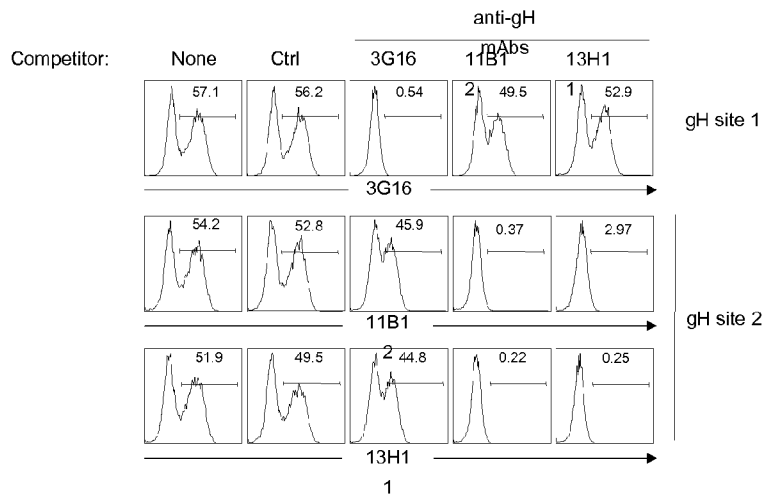 anti-gH
mAbs
Competitor: None Ctrl 3G16 11B1 13H1
2 1
57.1 56.2 0.54 49.5 52.9
gH site 1
3G16
54.2 52.8 45.9 0.37 2.97
11B1
2
gH site 2
51.9 49.5 44.8 0.22 0.25
13H1
1